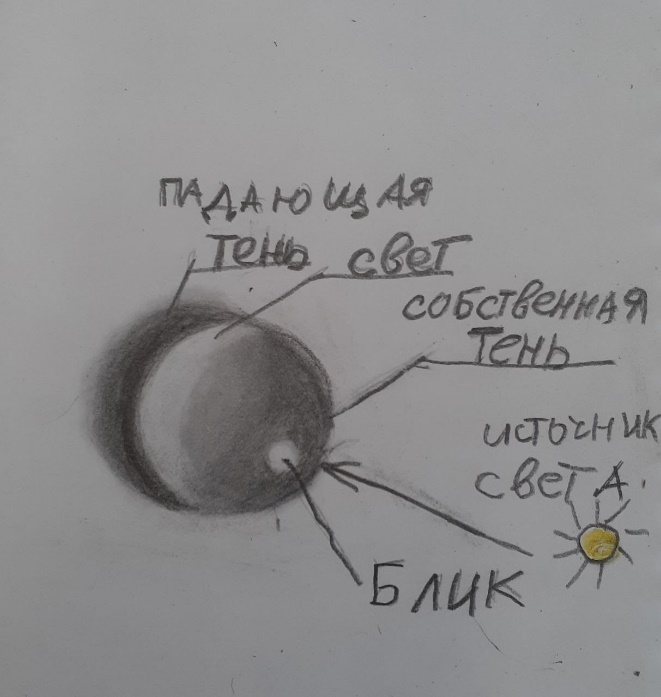 ПАДАЮЩАЯ
Тень
свет
СОБСТВЕННАЯ
Тень
источник
света.
Блик